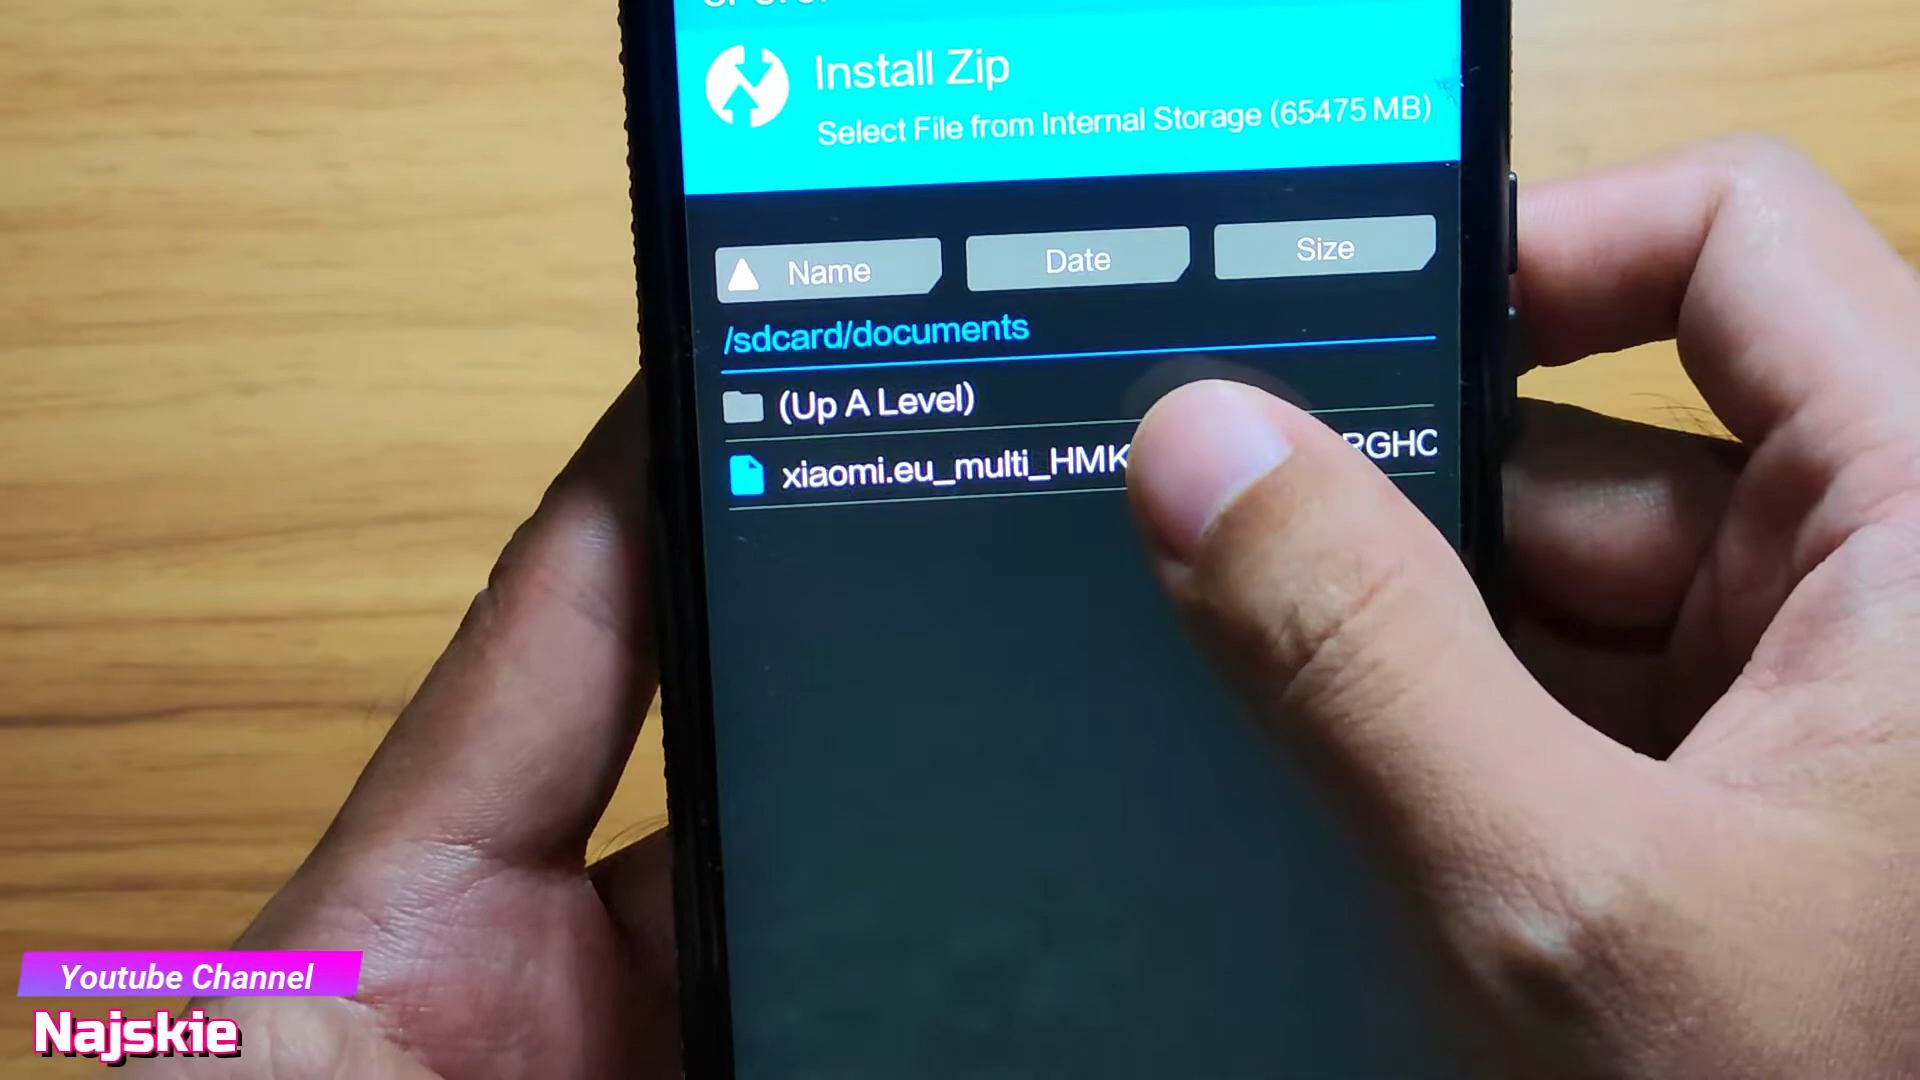 Install Zip
Select File from Internal Storage (65475 MB)
Name Date Size
/sdcard/documents
(Up A Level)
xiaomi.eu_multi_HMK RGHC
Youtube Channel
Najskie